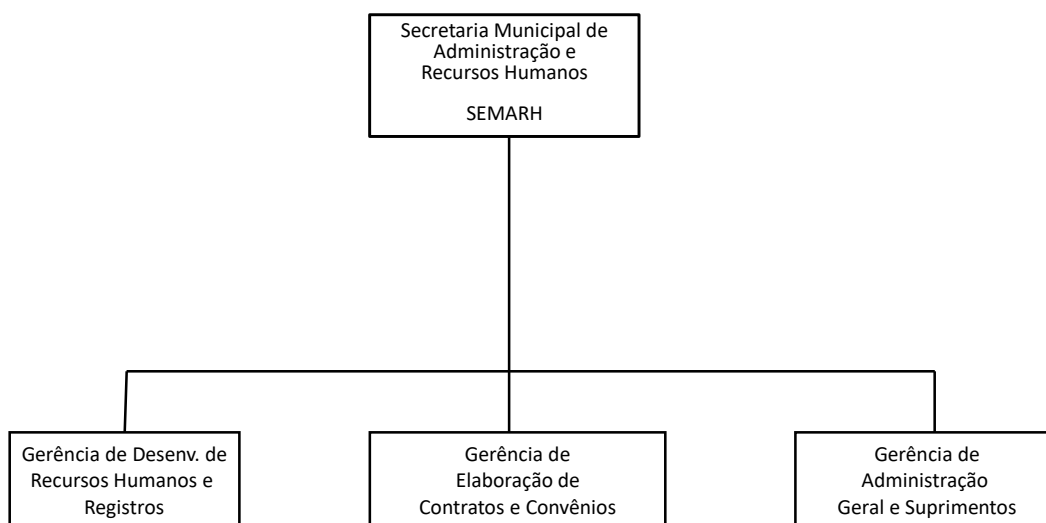 Secretaria Municipal de
Administração e
Recursos Humanos
SEMARH
Gerência de Desenv. de
Recursos Humanos e
Registros
Gerência de
Elaboração de
Contratos e Convênios
Gerência de
Administração
Geral e Suprimentos